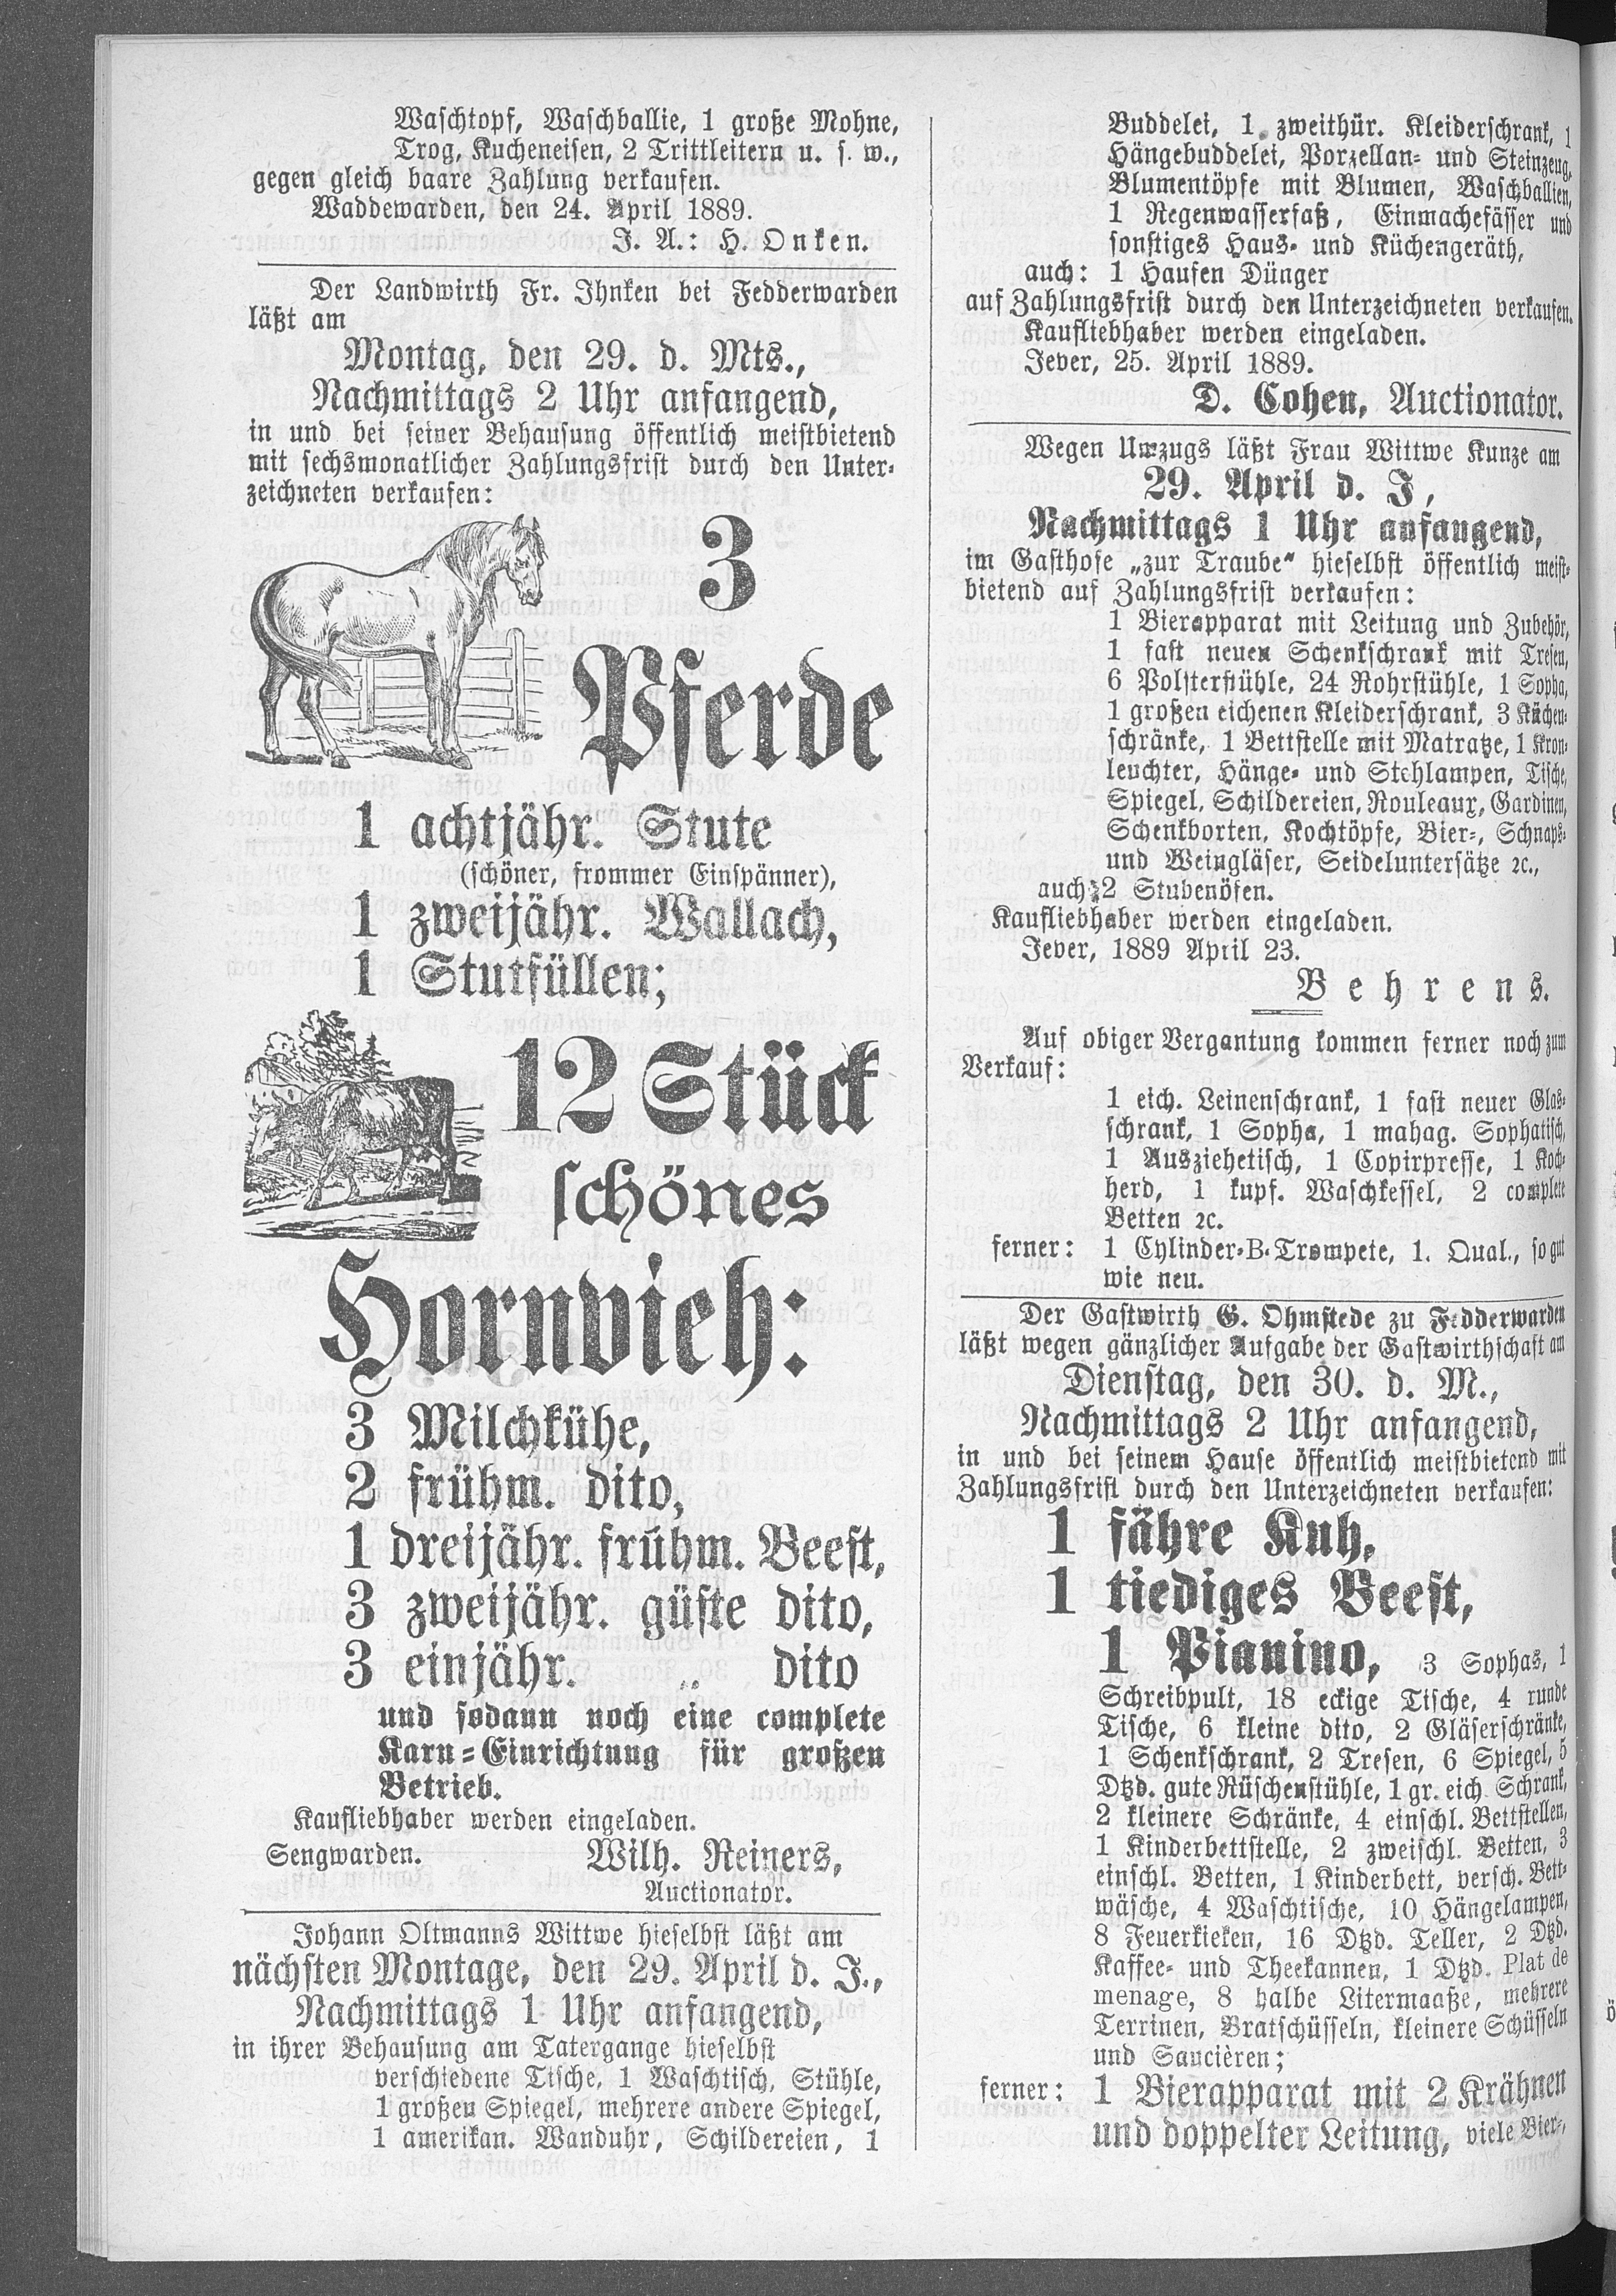 Waschtopf, Waschballie, 1 große Mohne,
Trog, Kucheneisen, 2 Trittleitern u. s. w.,
gegen gleich baare Zahlung verkaufen.
Waddewarden, den 24. April 1889.
J. A.: H. Onken.
Der Landwirth Fr. Ihnken bei Fedderwarden
läßt am
Montag, den 29. d. Mts.,
Nachmittags 2 Uhr anfangend,
in und bei seiner Behausung öffentlich meistbietend
mit sechsmonatlicher Zahlungsfrist durch den Unter-
zeichneten verkaufen:
3
Pferde
1 achtjähr. Stute
(schöner, frommer Einspänner),
1 zweijähr. Wallach,
1 Stutfüllen;
12 Stück
schönes
Hornvieh:
3 Milchkühe,
2 frühm. dito,
1 dreijähr. frühm. Beest,
3 zweijähr. güste dito,
3 einjähr. „ dito
und sodann noch eine complete
Karn-Einrichtung für großen
Betrieb.
Kaufliebhaber werden eingeladen.
Sengwarden. Wilh. Reiners,
Auctionator.
Johann Oltmanns Wittwe hieselbst läßt am
nächsten Montage, den 29. April d. J.,
Nachmittags 1 Uhr anfangend,
in ihrer Behausung am Tatergange hieselbst
verschiedene Tische, 1 Waschtisch, Stühle,
1 großen Spiegel, mehrere andere Spiegel,
1 amerikan. Wanduhr, Schildereien, 1
Buddelei, 1 zweithür. Kleiderschrank, 1
Hängebuddelei, Porzellan- und Steinzeug,
Blumentöpfe mit Blumen, Waschballien,
1 Regenwasserfaß, Einmachefässer und
sonstiges Haus- und Küchengeräth,
auch: 1 Haufen Dünger
auf Zahlungsfrist durch den Unterzeichneten verkaufen.
Kaufliebhaber werden eingeladen.
Jever, 25. April 1889.
D. Cohen, Auctionator.
Wegen Umzugs läßt Frau Wittwe Kunze am
29. April d. J,
Nachmittags 1 Uhr anfangend,
im Gasthofe „zur Traube“ hieselbst öffentlich meist-
bietend auf Zahlungsfrist verkaufen:
1 Bierapparat mit Leitung und Zubehör,
1 fast neuen Schenkschrank mit Tresen,
6 Polsterstühle, 24 Rohrstühle, 1 Sopha,
1 großen eichenen Kleiderschrank, 3 Küchen-
schränke, 1 Bettstelle mit Matratze, 1 Kron-
leuchter, Hänge- und Stehlampen, Tische,
Spiegel, Schildereien, Rouleaux, Gardinen,
Schenkborten, Kochtöpfe, Bier-, Schnaps-
und Weingläser, Seideluntersätze ꝛc.,
auch: 2 Stubenöfen.
Kaufliebhaber werden eingeladen.
Jever, 1889 April 23.
Behrens.
Auf obiger Vergantung kommen ferner noch zum
Verkauf:
1 eich. Leinenschrank, 1 fast neuer Glas-
schrank, 1 Sopha, 1 mahag. Sophatisch,
1 Ausziehetisch, 1 Copirpresse, 1 Koch-
herd, 1 kupf. Waschkessel, 2 complete
Betten ꝛc.
ferner: 1 Cylinder-B-Trompete, 1. Qual., so gut
wie neu.
Der Gastwirth G. Ohmstede zu Fedderwarden
läßt wegen gänzlicher Aufgabe der Gastwirthschaft am
Dienstag, den 30. d. M.,
Nachmittags 2 Uhr anfangend,
in und bei seinem Hause öffentlich meistbietend mit
Zahlungsfrist durch den Unterzeichneten verkaufen:
1 fähre Kuh,
1 tiediges Beest,
1 Pianino, 3 Sophas, 1
Schreibpult, 18 eckige Tische, 4 runde
Tische, 6 kleine dito, 2 Gläserschränke,
1 Schenkschrank, 2 Tresen, 6 Spiegel, 5
Dtzd. gute Rüschenstühle, 1 gr. eich. Schrank,
2 kleinere Schränke, 4 einschl. Bettstellen,
1 Kinderbettstelle, 2 zweischl. Betten, 3
einschl. Betten, 1 Kinderbett, versch. Bett-
wäsche, 4 Waschtische, 10 Hängelampen,
8 Feuerkieken, 16 Dtzd. Teller, 2 Dtzd.
Kaffee- und Theekannen, 1 Dtzd. Plat de
menage, 8 halbe Litermaaße, mehrere
Terrinen, Bratschüsseln, kleinere Schüsseln
und Saucièren;
ferner: 1 Bierapparat mit 2 Krähnen
und doppelter Leitung, viele Bier-,